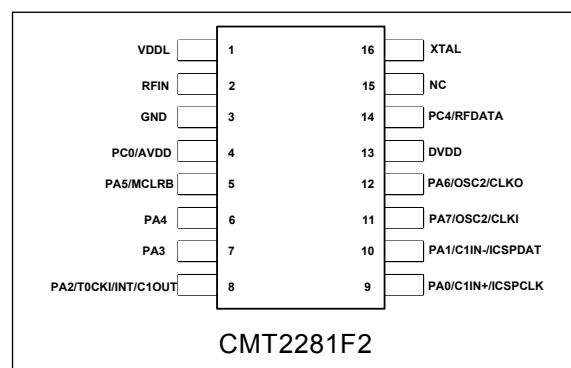 VDDL 1 16 XTAL
RFIN 2 15 NC
GND 3 14 PC4/RFDATA
PC0/AVDD 4 13 DVDD
PA5/MCLRB 5 12 PA6/OSC2/CLKO
PA4 6 11 PA7/OSC2/CLKI
PA3 7 10 PA1/C1IN-/ICSPDAT
PA2/T0CKI/INT/C1OUT 8 9 PA0/C1IN+/ICSPCLK
CMT2281F2